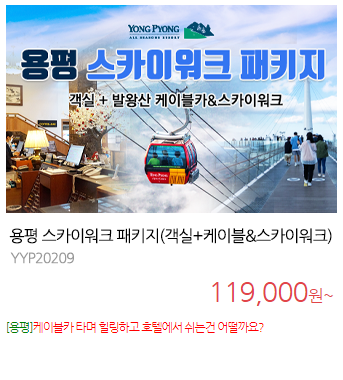 YONG PYONG
ALL SEASONS RESORT
용평 스카이워크 패키지
객실 + 발왕산 케이블카&스카이워크
용평 스카이워크 패키지(객실+케이블&스카이워크)
YYP20209
119,000원~
[용평]케이블카 타며 힐링하고 호텔에서 쉬는건 어떨까요?